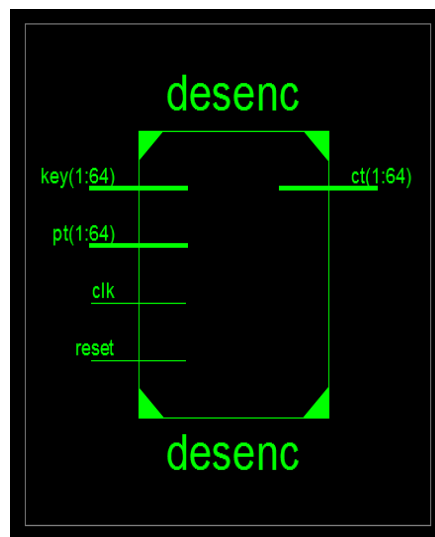 desenc
key(1:64)
ct(1:64)
pt(1:64)
clk
reset
desenc